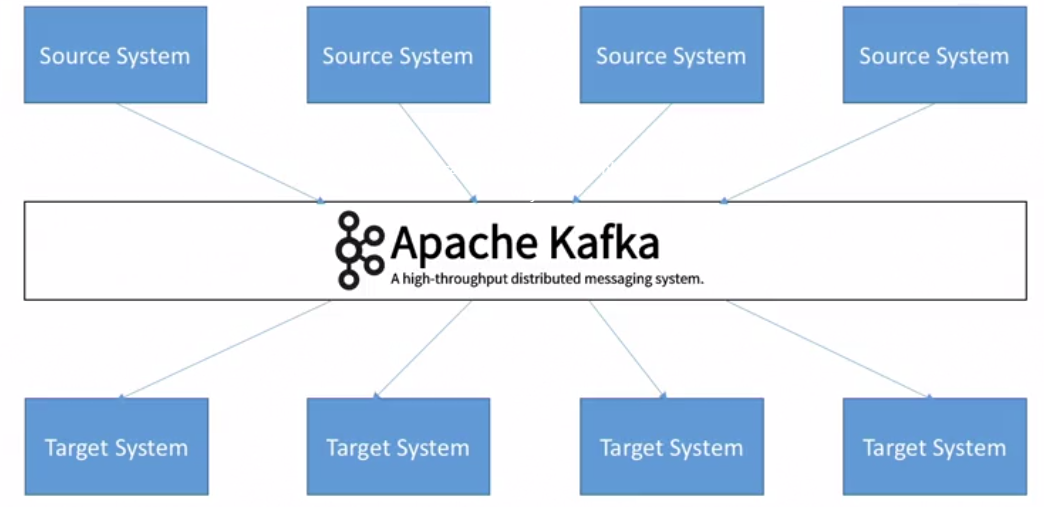 Source System
Source System
Source System
Source System
Apache Kafka
A high-throughput distributed messaging system.
Target System
Target System
Target System
Target System